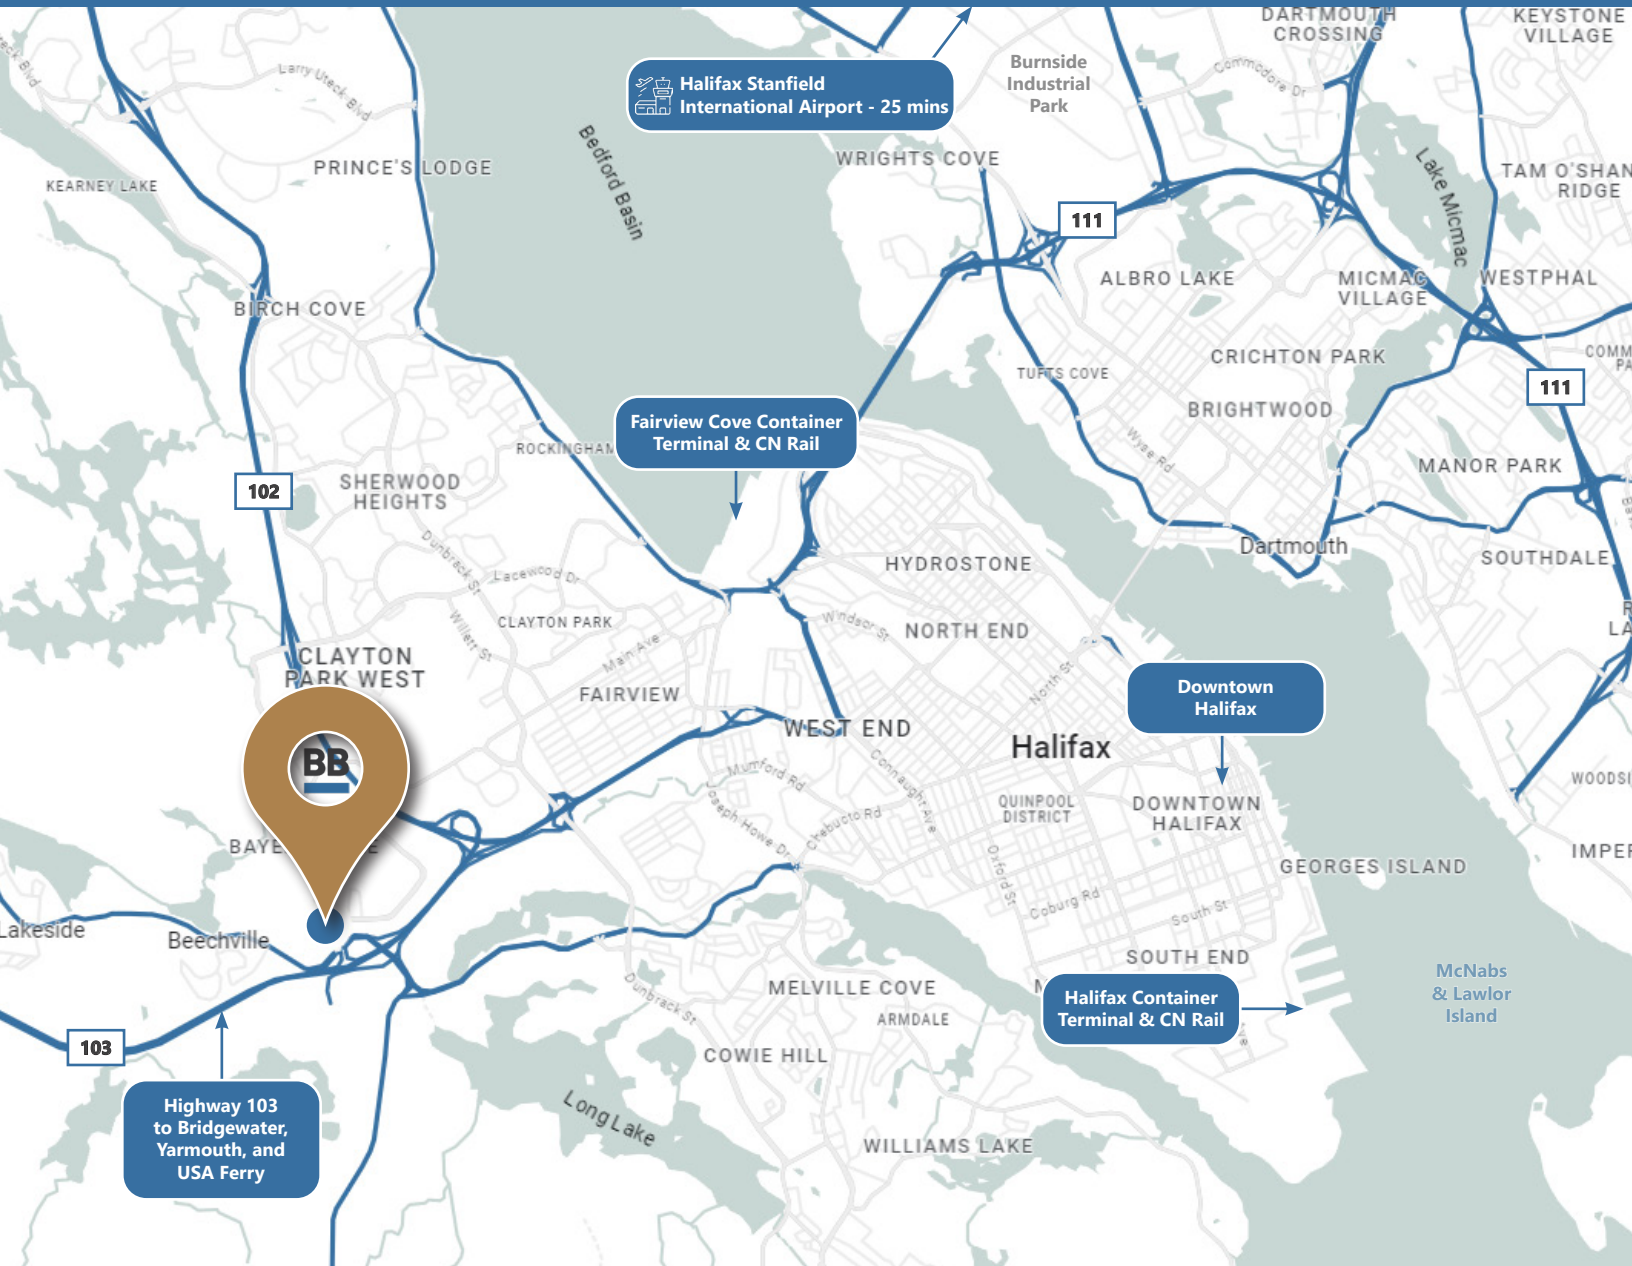 DARTMOUTH
CROSSING
KEYSTONE
VILLAGE
Larry Uteck Blvd
Halifax Stanfield
International Airport - 25 mins
Burnside
Industrial
Park
Commodore Dr
Bedford Basin
WRIGHTS COVE
PRINCE'S LODGE
KEARNEY LAKE
Lake Micmac
TAM O'SHAN
RIDGE
111
ALBRO LAKE
MICMAC
VILLAGE
WESTPHAL
BIRCH COVE
CRICHTON PARK
COMM
PA
TUFTS COVE
111
BRIGHTWOOD
Fairview Cove Container
Terminal & CN Rail
ROCKINGHAM
Wyse Rd
MANOR PARK
102
SHERWOOD
HEIGHTS
Dunbrack St
Lacewood Dr
HYDROSTONE
Dartmouth
SOUTHDALE
CLAYTON PARK
Willett St
Main Ave
Windsor St
NORTH END
R
LA
CLAYTON
PARK WEST
FAIRVIEW
North St
Downtown
Halifax
WEST END
Halifax
BB
Mumford Rd
Connaught Ave
Joseph Howe Dr
Chebucto Rd
QUINPOOL
DISTRICT
DOWNTOWN
HALIFAX
WOODSI
BAYE
E
Oxford St
GEORGES ISLAND
IMPER
Coburg Rd
South St
Lakeside
Beechville
SOUTH END
McNabs
& Lawlor
Island
Dunbrack St
MELVILLE COVE
Halifax Container
Terminal & CN Rail
ARMDALE
103
COWIE HILL
Highway 103
to Bridgewater,
Yarmouth, and
USA Ferry
Long Lake
WILLIAMS LAKE